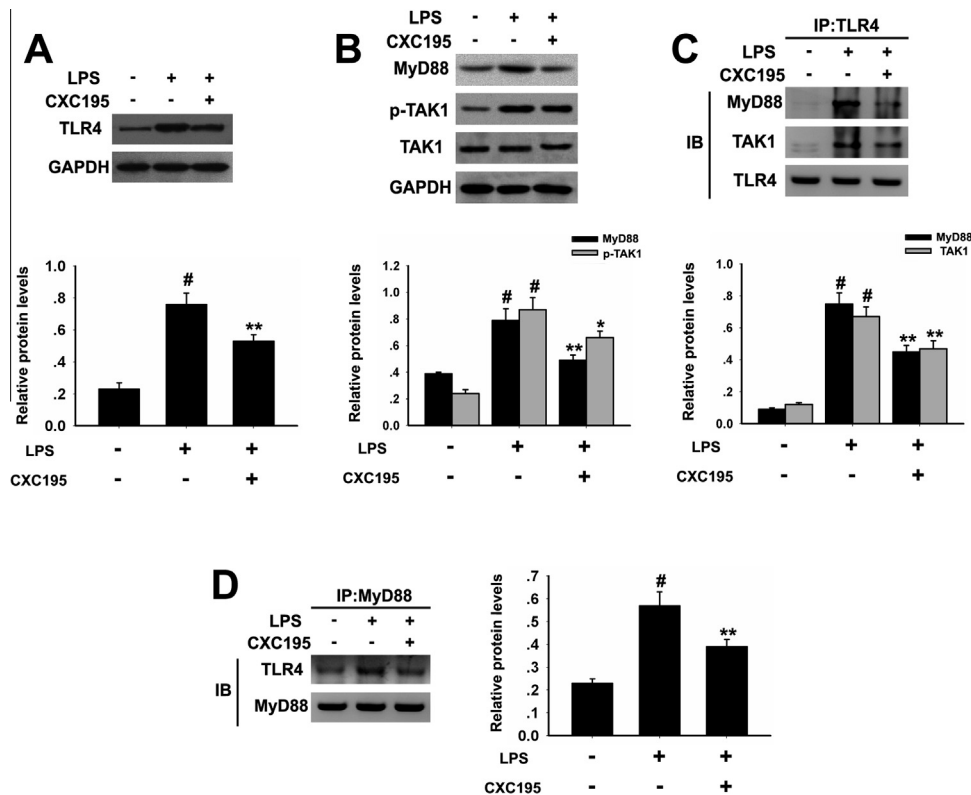 A
LPS - + +
CXC195 - - +
TLR4
GAPDH
Relative protein levels
1.0
.8
.6
.4
.2
0.0
#
**
LPS - + +
CXC195 - - +
B
LPS - + +
CXC195 - - +
MyD88
p-TAK1
TAK1
GAPDH
MyD88
p-TAK1
Relative protein levels
1.2
1.0
.8
.6
.4
.2
0.0
# #
** *
LPS - + +
CXC195 - - +
C
IP:TLR4
LPS - + +
CXC195 - - +
IB
MyD88
TAK1
TLR4
MyD88
TAK1
Relative protein levels
1.0
.8
.6
.4
.2
0.0
# #
** **
LPS - + +
CXC195 - - +
D
IP:MyD88
LPS - + +
CXC195 - - +
IB
TLR4
MyD88
Relative protein levels
.7
.6
.5
.4
.3
.2
.1
0.0
#
**
LPS - + +
CXC195 - - +